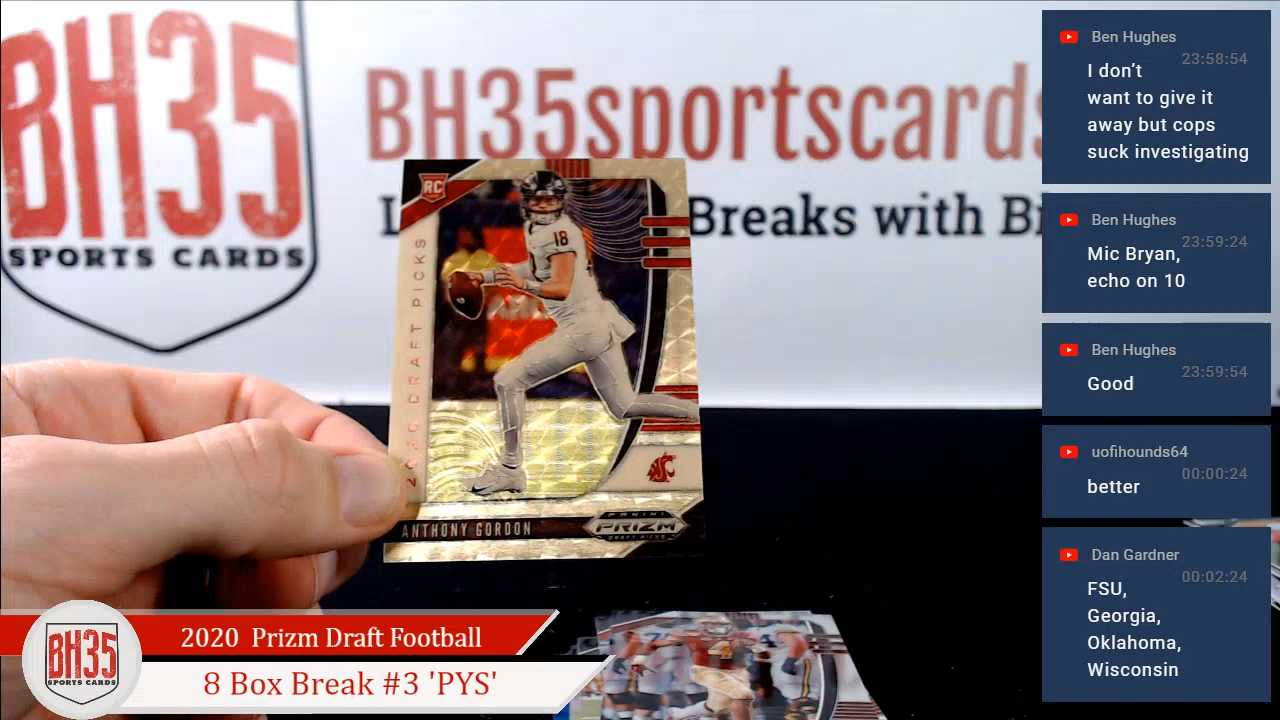 BH35
SPORTS CARDS
BH35sportscards
Breaks with
RC
18
DRAFT PICKS
ANTHONY GORDON
PANINI
PRIZM
DRAFT PICKS
BH35
SPORTS CARDS
2020 Prizm Draft Football
8 Box Break #3 'PYS'
Ben Hughes
23:58:54
I don’t
want to give it
away but cops
suck investigating
Ben Hughes
23:59:24
Mic Bryan,
echo on 10
Ben Hughes
23:59:54
Good
uofihounds64
00:00:24
better
Dan Gardner
00:02:24
FSU,
Georgia,
Oklahoma,
Wisconsin